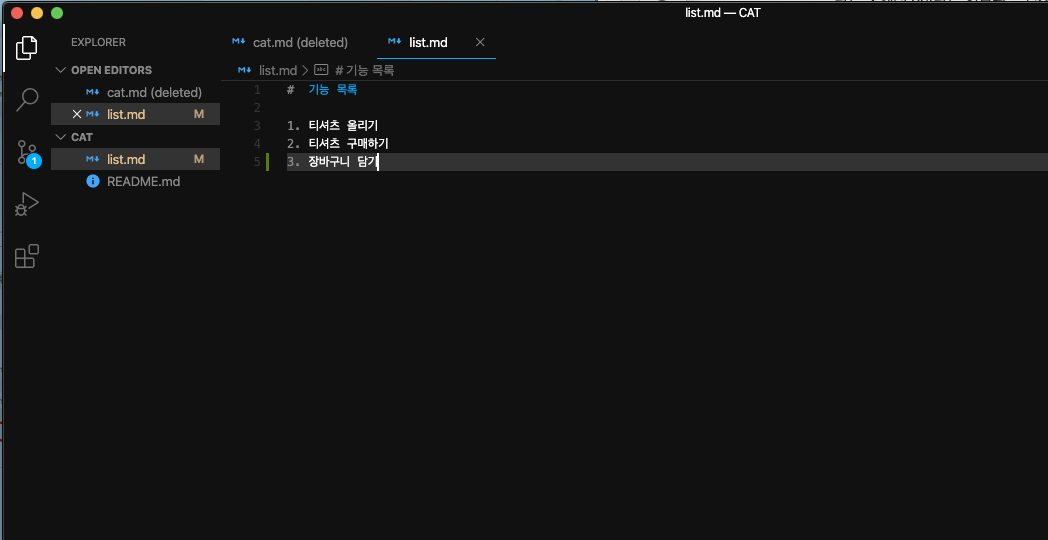 list.md — CAT
EXPLORER
OPEN EDITORS
cat.md (deleted)
list.md M
CAT
list.md M
README.md
1
cat.md (deleted) list.md
list.md > # 기능 목록
1 # 기능 목록
2
3 1. 티셔츠 올리기
4 2. 티셔츠 구매하기
5 3. 장바구니 담기